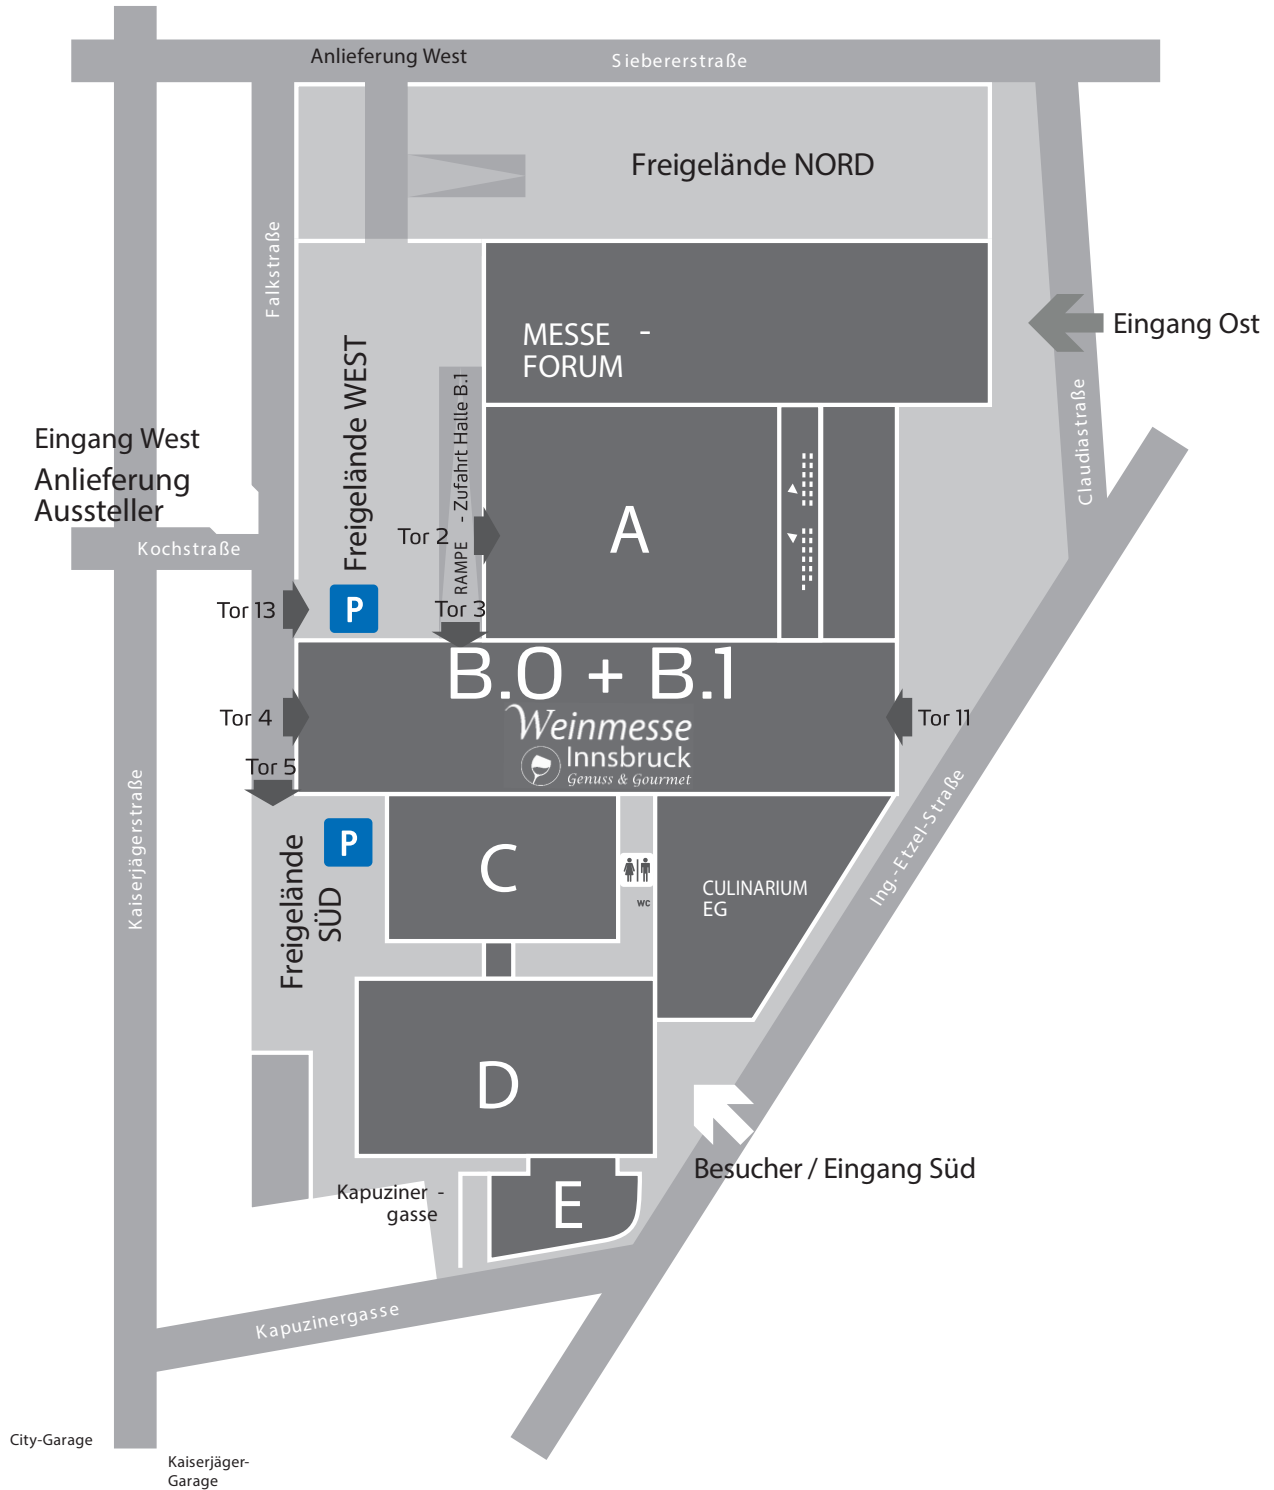 Anlieferung West
Siebererstraße
Freigelände NORD
Falkstraße
MESSE -
FORUM
Eingang Ost
Freigelände WEST
RAMPE - Zufahrt Halle B.1
Claudiastraße
Eingang West
Anlieferung
Aussteller
Kochstraße
Tor 2
A
Tor 13
P
Tor 3
B.0 + B.1
Weinmesse
Innsbruck
Genuss & Gourmet
Tor 4
Tor 11
Tor 5
Kaiserjägerstraße
Freigelände
SÜD
P
C
WC
CULINARIUM
EG
Ing.-Etzel-Straße
D
Besucher / Eingang Süd
Kapuziner -
gasse
E
Kapuzinergasse
City-Garage
Kaiserjäger-
Garage